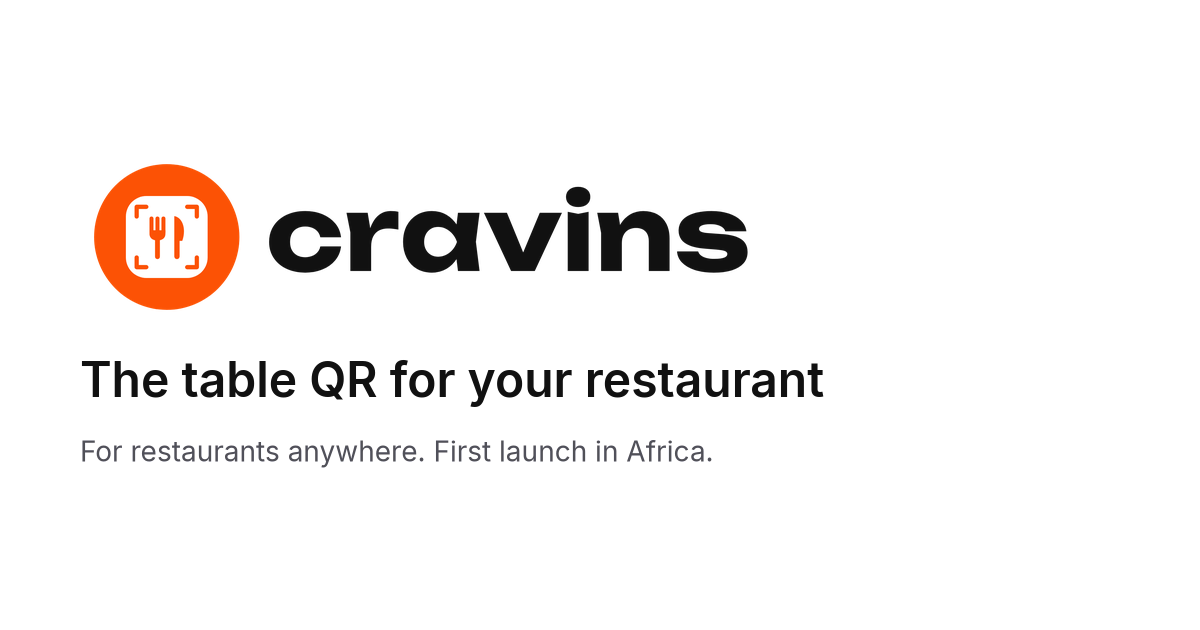 cravins
The table QR for your restaurant
For restaurants anywhere. First launch in Africa.